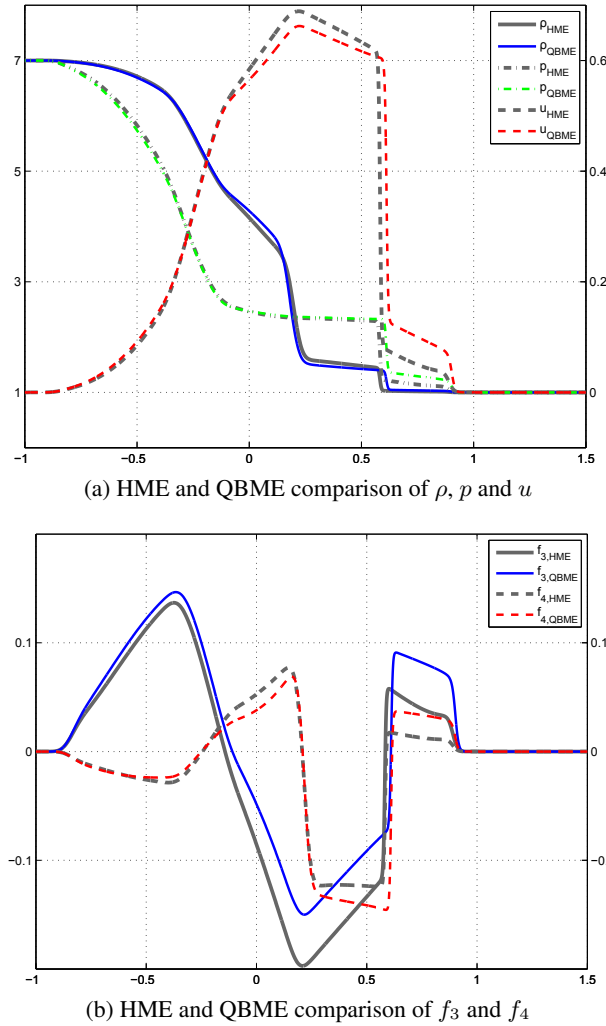 7
5
3
1
0.6
0.4
0.2
0
−1
−0.5
0
0.5
1
1.5
ρHME
ρQBME
pHME
pQBME
uHME
uQBME
(a) HME and QBME comparison of ρ, p and u
0.1
0
−0.1
0.1
0
−0
−1
−0.5
0
0.5
1
1.5
f3,HME
f3,QBME
f4,HME
f4,QBME
(b) HME and QBME comparison of f3 and f4